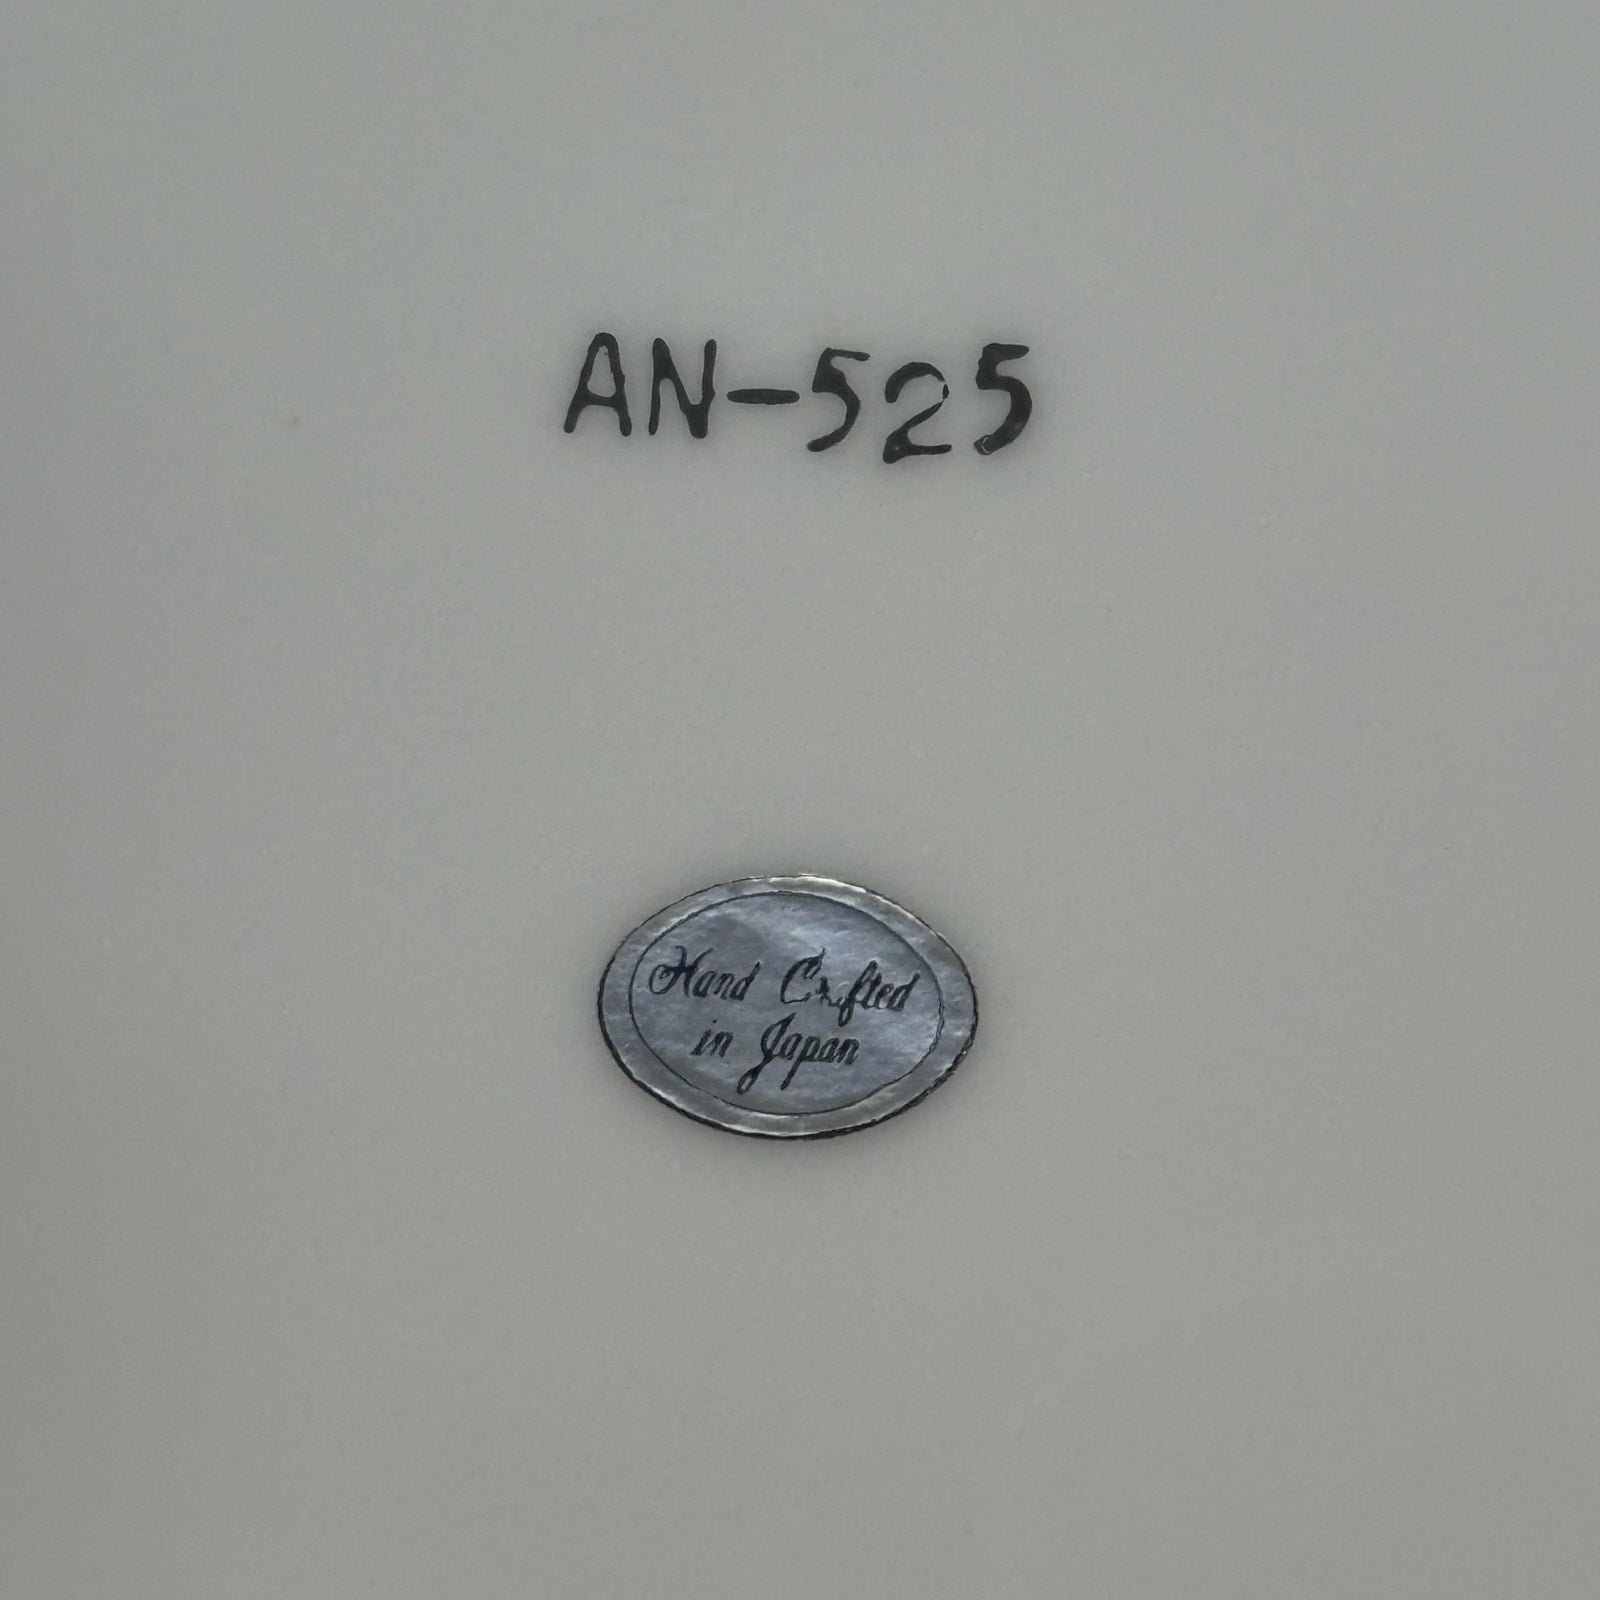 AN-525
Hand Crafted
in Japan